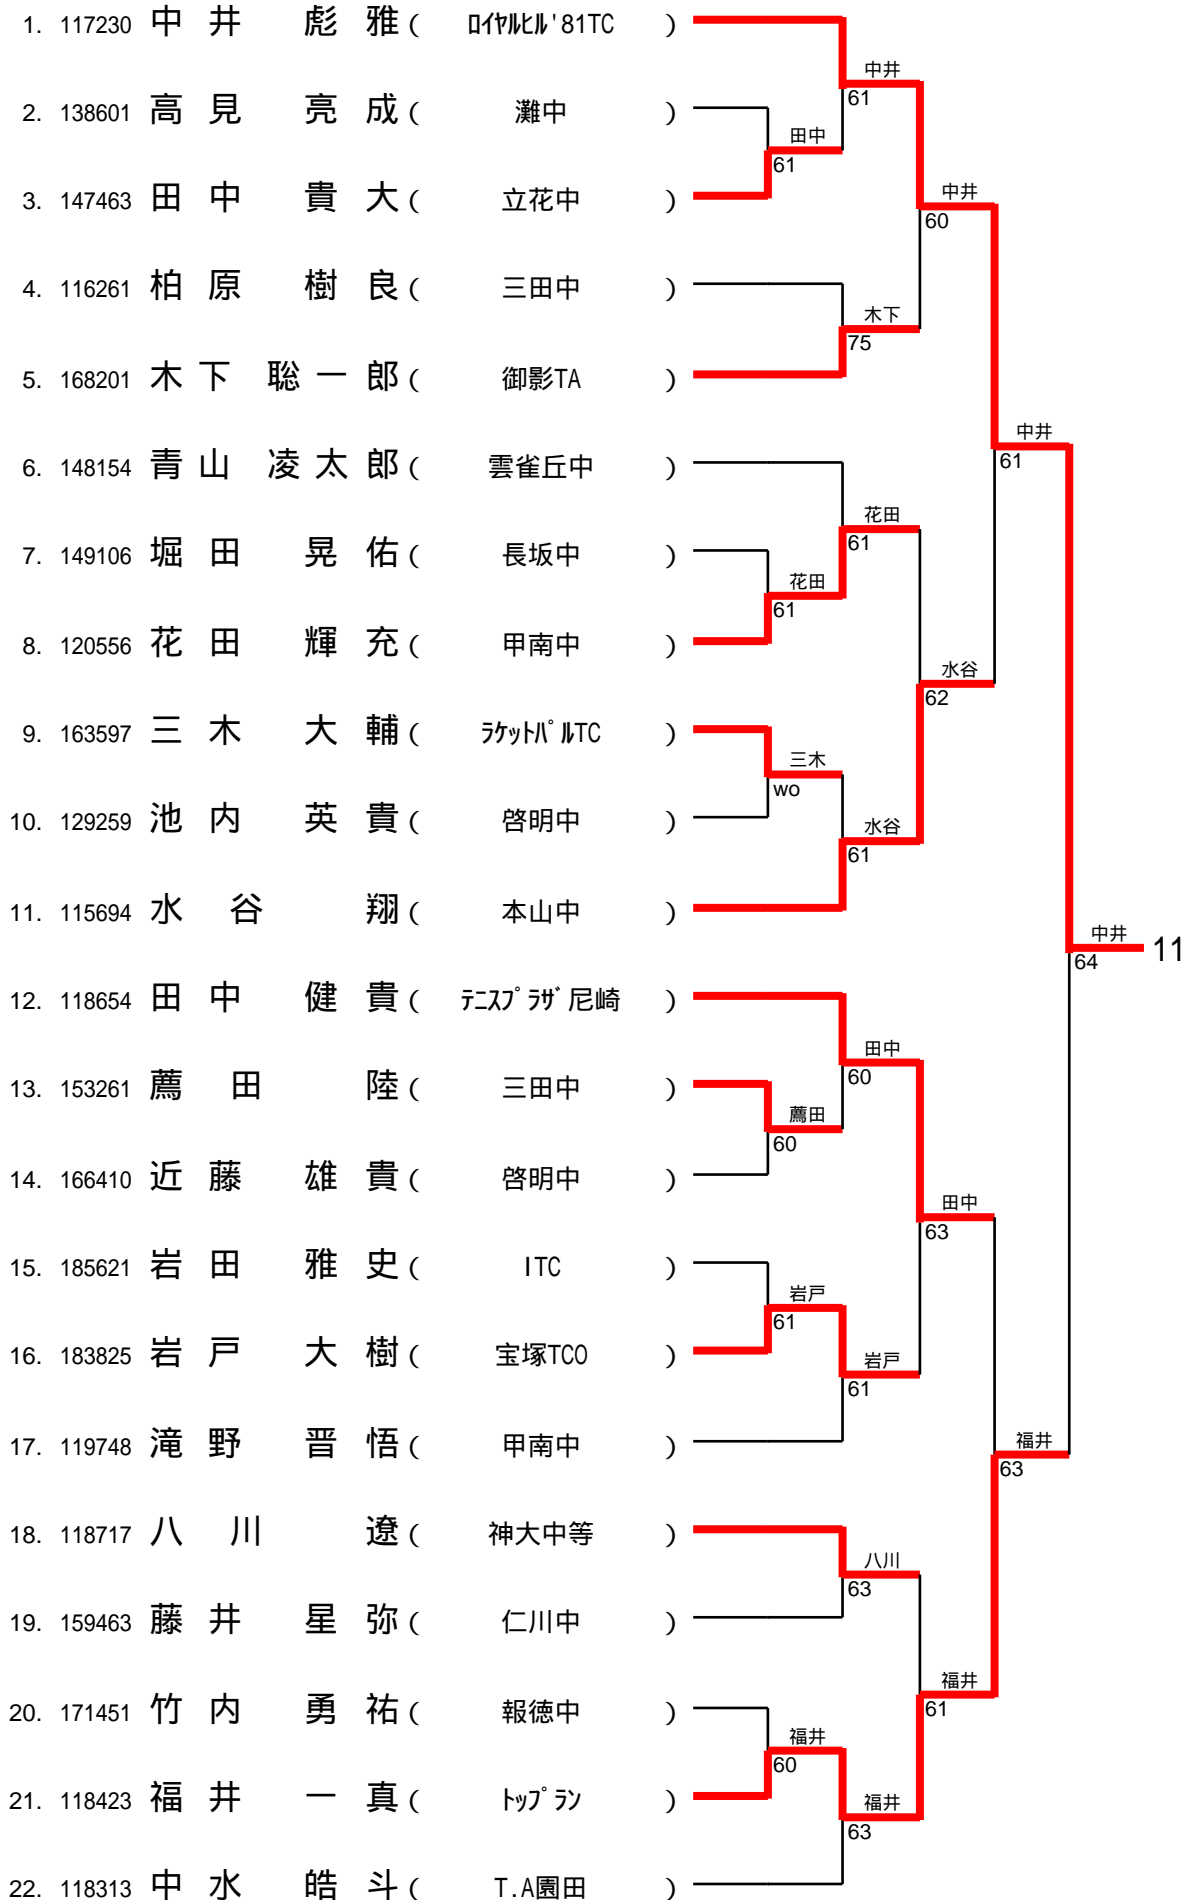 1. 117230 中井 彪雅 ( ロイヤルヒル'81TC )
中井
61
2. 138601 高見 亮成 ( 灘中 )
田中
61
3. 147463 田中 貴大 ( 立花中 )
中井
60
4. 116261 柏原 樹良 ( 三田中 )
木下
75
5. 168201 木下 聡一郎 ( 御影TA )
中井
61
6. 148154 青山 凌太郎 ( 雲雀丘中 )
花田
61
7. 149106 堀田 晃佑 ( 長坂中 )
花田
61
8. 120556 花田 輝充 ( 甲南中 )
水谷
62
9. 163597 三木 大輔 ( ラケットパルTC )
三木
wo
10. 129259 池内 英貴 ( 啓明中 )
水谷
61
11. 115694 水谷 翔 ( 本山中 )
中井
64
11
12. 118654 田中 健貴 ( テニスプラザ尼崎 )
田中
60
13. 153261 薦田 陸 ( 三田中 )
薦田
60
14. 166410 近藤 雄貴 ( 啓明中 )
田中
63
15. 185621 岩田 雅史 ( ITC )
岩戸
61
16. 183825 岩戸 大樹 ( 宝塚TCO )
岩戸
61
17. 119748 滝野 晋悟 ( 甲南中 )
福井
63
18. 118717 八川 遼 ( 神大中等 )
八川
63
19. 159463 藤井 星弥 ( 仁川中 )
福井
61
20. 171451 竹内 勇祐 ( 報徳中 )
福井
60
21. 118423 福井 一真 ( トップラン )
福井
63
22. 118313 中水 皓斗 ( T.A園田 )